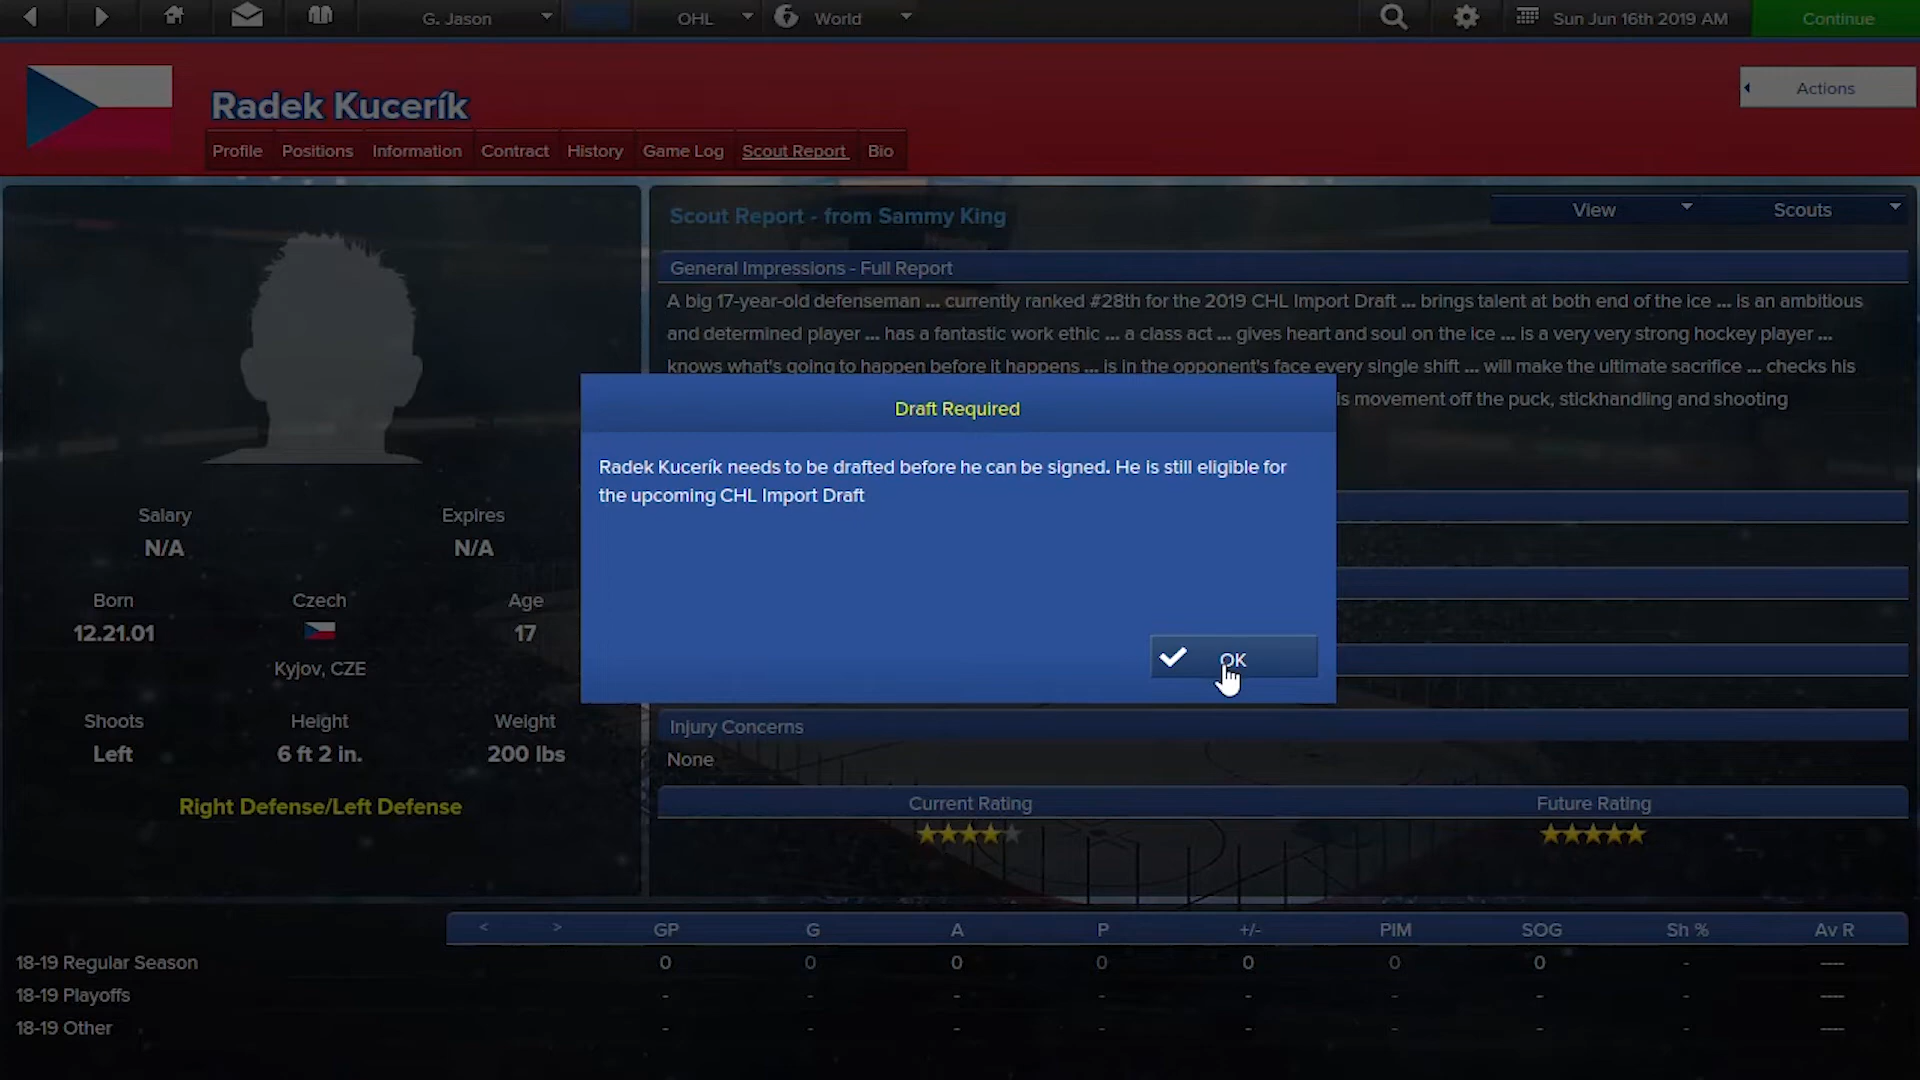 G. Jason
OHL
World
Sun Jun 16th 2019 AM
Continue
Radek Kucerík
Actions
Profile
Positions
Information
Contract
History
Game Log
Scout Report
Bio
Scout Report - from Sammy King
View
Scouts
General Impressions - Full Report
A big 17-year-old defenseman ... currently ranked #28th for the 2019 CHL Import Draft ... brings talent at both end of the ice ... is an ambitious
and determined player ... has a fantastic work ethic ... a class act ... gives heart and soul on the ice ... is a very very strong hockey player ...
knows what's going to happen before it happens ... is in the opponent's face every single shift ... will make the ultimate sacrifice ... checks his
is movement off the puck, stickhandling and shooting
Draft Required
Radek Kucerík needs to be drafted before he can be signed. He is still eligible for
the upcoming CHL Import Draft
OK
Salary
Expires
N/A
N/A
Born
Czech
Age
12.21.01
17
Kyjov, CZE
Shoots
Height
Weight
Left
6 ft 2 in.
200 lbs
Right Defense/Left Defense
Injury Concerns
None
Current Rating
Future Rating
< > GP G A P +/- PIM SOG Sh % Av R
18-19 Regular Season 0 0 0 0 0 0 0 - ----
18-19 Playoffs - - - - - - - - ----
18-19 Other - - - - - - - - ----